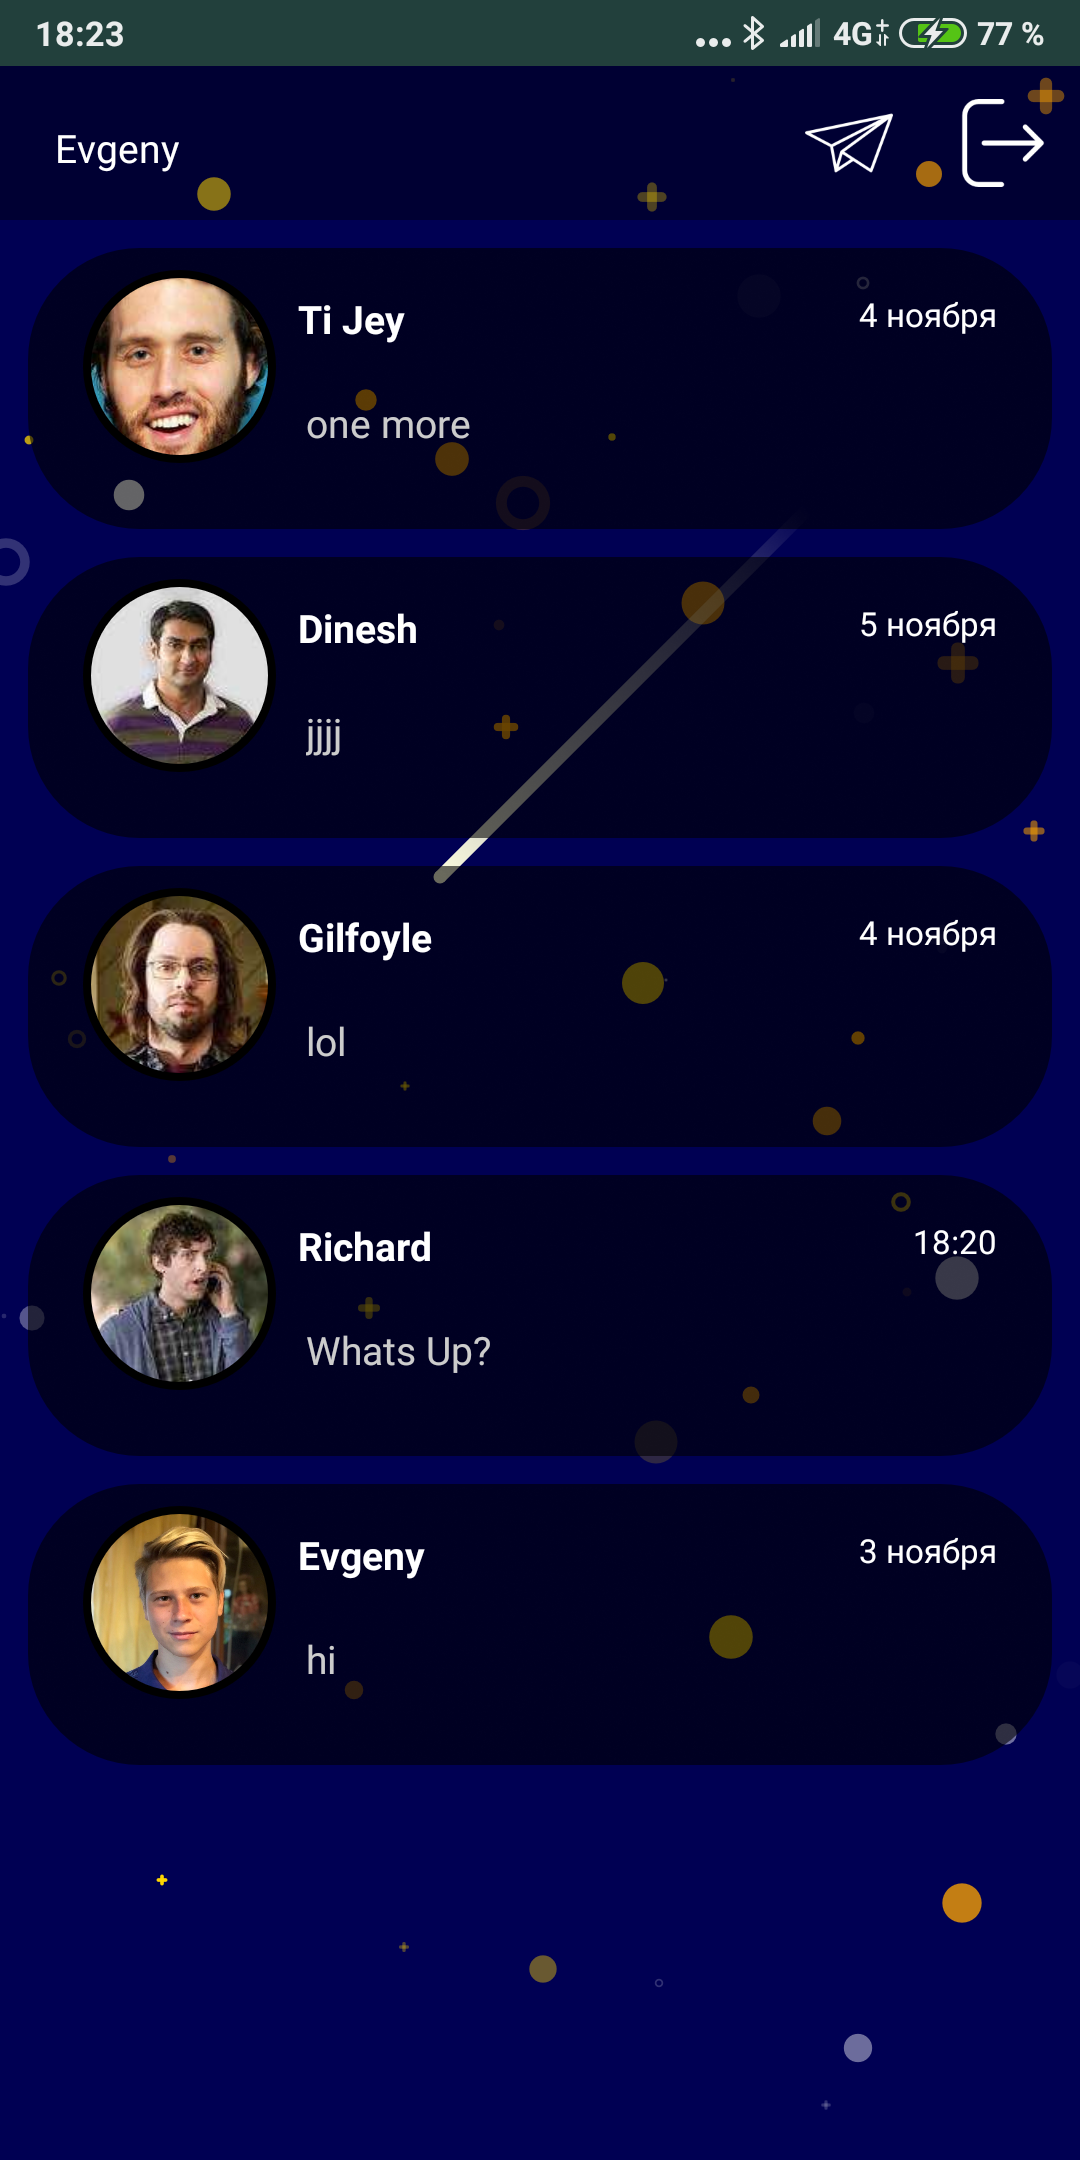 18:23
4G 77 %
Evgeny
Ti Jey
4 ноября
one more
Dinesh
5 ноября
jjjj
Gilfoyle
4 ноября
lol
Richard
18:20
Whats Up?
Evgeny
3 ноября
hi